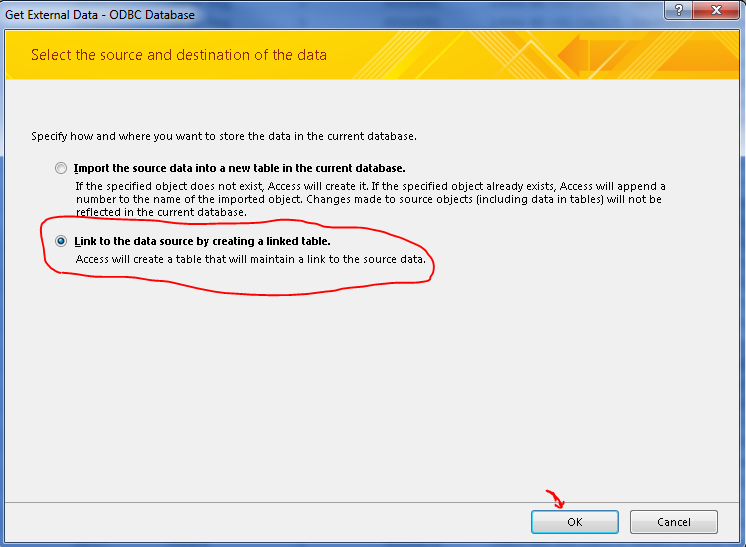 Get External Data - ODBC Database
?
Select the source and destination of the data
Specify how and where you want to store the data in the current database.
Import the source data into a new table in the current database.
If the specified object does not exist, Access will create it. If the specified object already exists, Access will append a
number to the name of the imported object. Changes made to source objects (including data in tables) will not be
reflected in the current database.
Link to the data source by creating a linked table.
Access will create a table that will maintain a link to the source data.
OK
Cancel